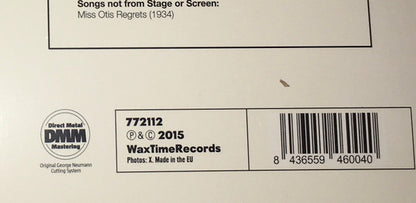 Songs not from Stage or Screen:
Miss Otis Regrets (1934)
Direct Metal
DMM
Mastering
Original George Neumann
Cutting System
772112
Ⓟ & © 2015
WaxTimeRecords
Photos: X. Made in the EU
8 436559 460040